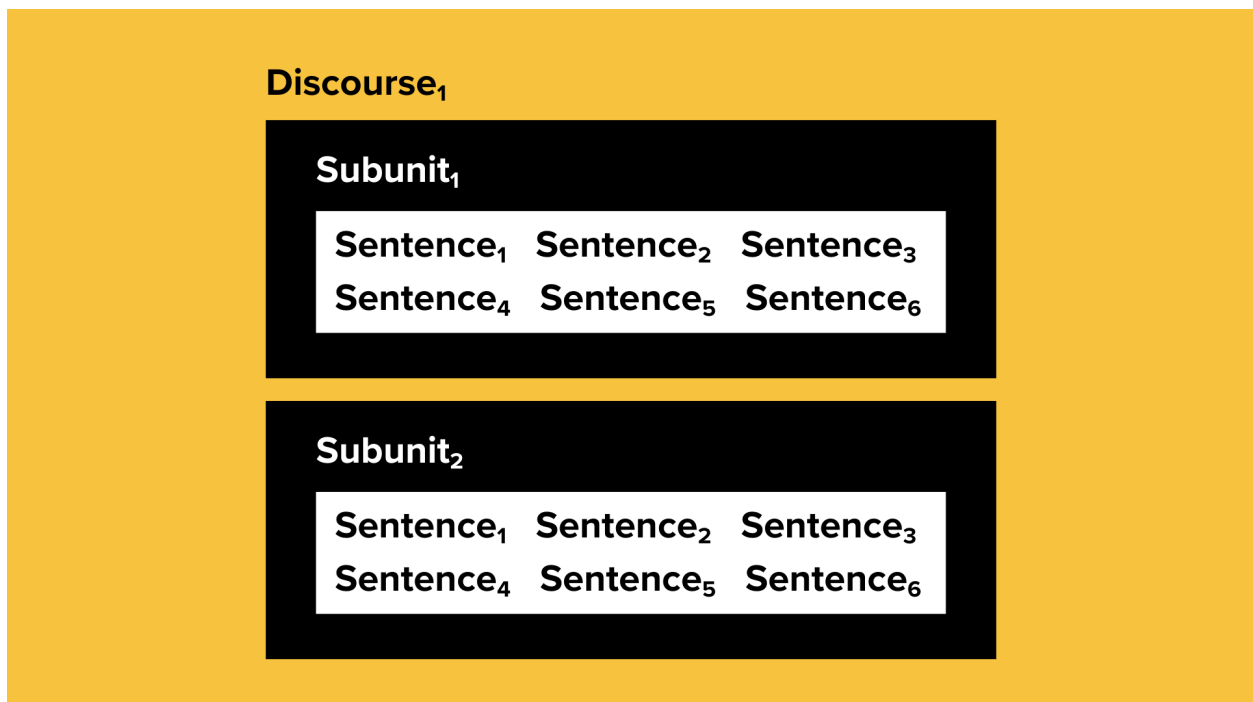 Discourse₁
Subunit₁
Sentence₁ Sentence₂ Sentence₃
Sentence₄ Sentence₅ Sentence₆
Subunit₂
Sentence₁ Sentence₂ Sentence₃
Sentence₄ Sentence₅ Sentence₆